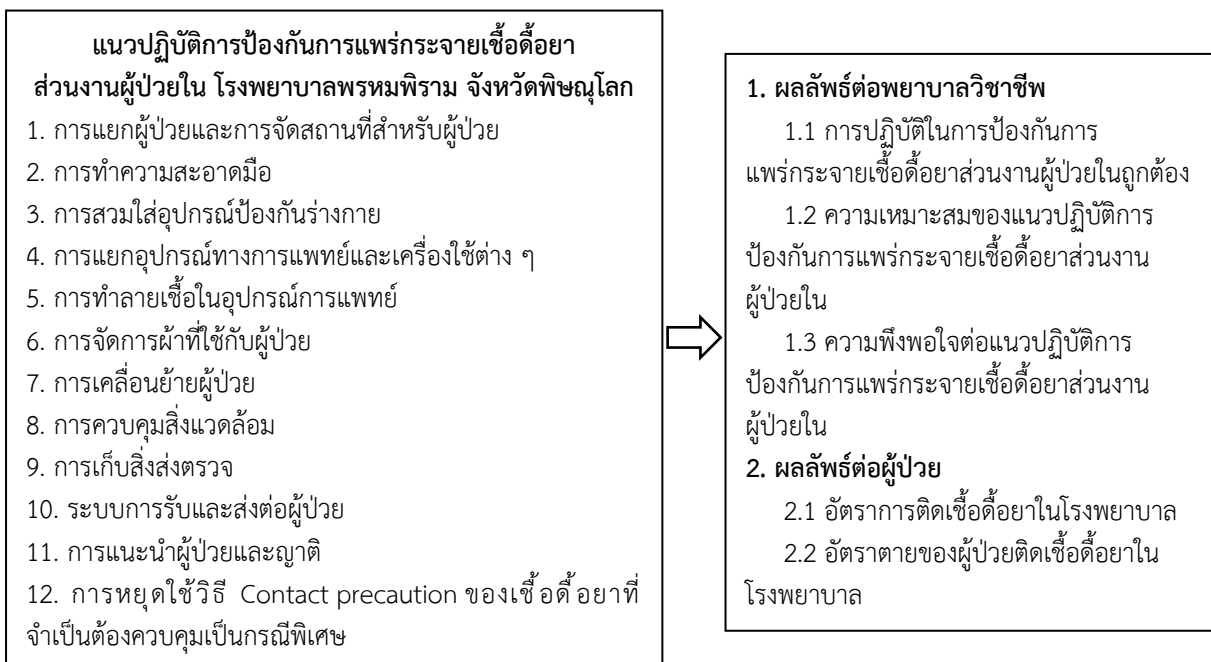 แนวปฏิบัติการป้องกันการแพร่กระจายเชื้อดื้อยา
ส่วนงานผู้ป่วยใน โรงพยาบาลพรหมพิราม จังหวัดพิษณุโลก
1. การแยกผู้ป่วยและการจัดสถานที่สำหรับผู้ป่วย
2. การทำความสะอาดมือ
3. การสวมใส่อุปกรณ์ป้องกันร่างกาย
4. การแยกอุปกรณ์ทางการแพทย์และเครื่องใช้ต่าง ๆ
5. การทำลายเชื้อในอุปกรณ์การแพทย์
6. การจัดการผ้าที่ใช้กับผู้ป่วย
7. การเคลื่อนย้ายผู้ป่วย
8. การควบคุมสิ่งแวดล้อม
9. การเก็บสิ่งส่งตรวจ
10. ระบบการรับและส่งต่อผู้ป่วย
11. การแนะนำผู้ป่วยและญาติ
12. การหยุดใช้วิธี Contact precaution ของเชื้อดื้อยาที่
จำเป็นต้องควบคุมเป็นกรณีพิเศษ
1. ผลลัพธ์ต่อพยาบาลวิชาชีพ
1.1 การปฏิบัติในการป้องกันการ
แพร่กระจายเชื้อดื้อยาส่วนงานผู้ป่วยในถูกต้อง
1.2 ความเหมาะสมของแนวปฏิบัติการ
ป้องกันการแพร่กระจายเชื้อดื้อยาส่วนงาน
ผู้ป่วยใน
1.3 ความพึงพอใจต่อแนวปฏิบัติการ
ป้องกันการแพร่กระจายเชื้อดื้อยาส่วนงาน
ผู้ป่วยใน
2. ผลลัพธ์ต่อผู้ป่วย
2.1 อัตราการติดเชื้อดื้อยาในโรงพยาบาล
2.2 อัตราตายของผู้ป่วยติดเชื้อดื้อยาใน
โรงพยาบาล